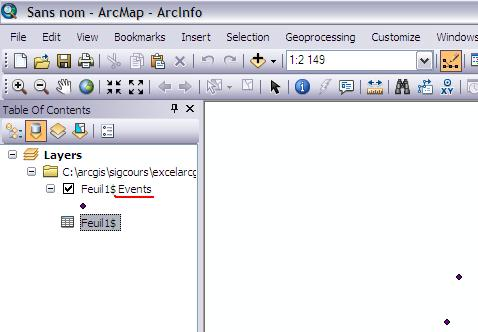 Sans nom - ArcMap - ArcInfo
File Edit View Bookmarks Insert Selection Geoprocessing Customize Windows
1:2 149
XY
Table Of Contents
Layers
C:\arcgis\sigcours\excelarcg
Feuil1$ Events
Feuil1$